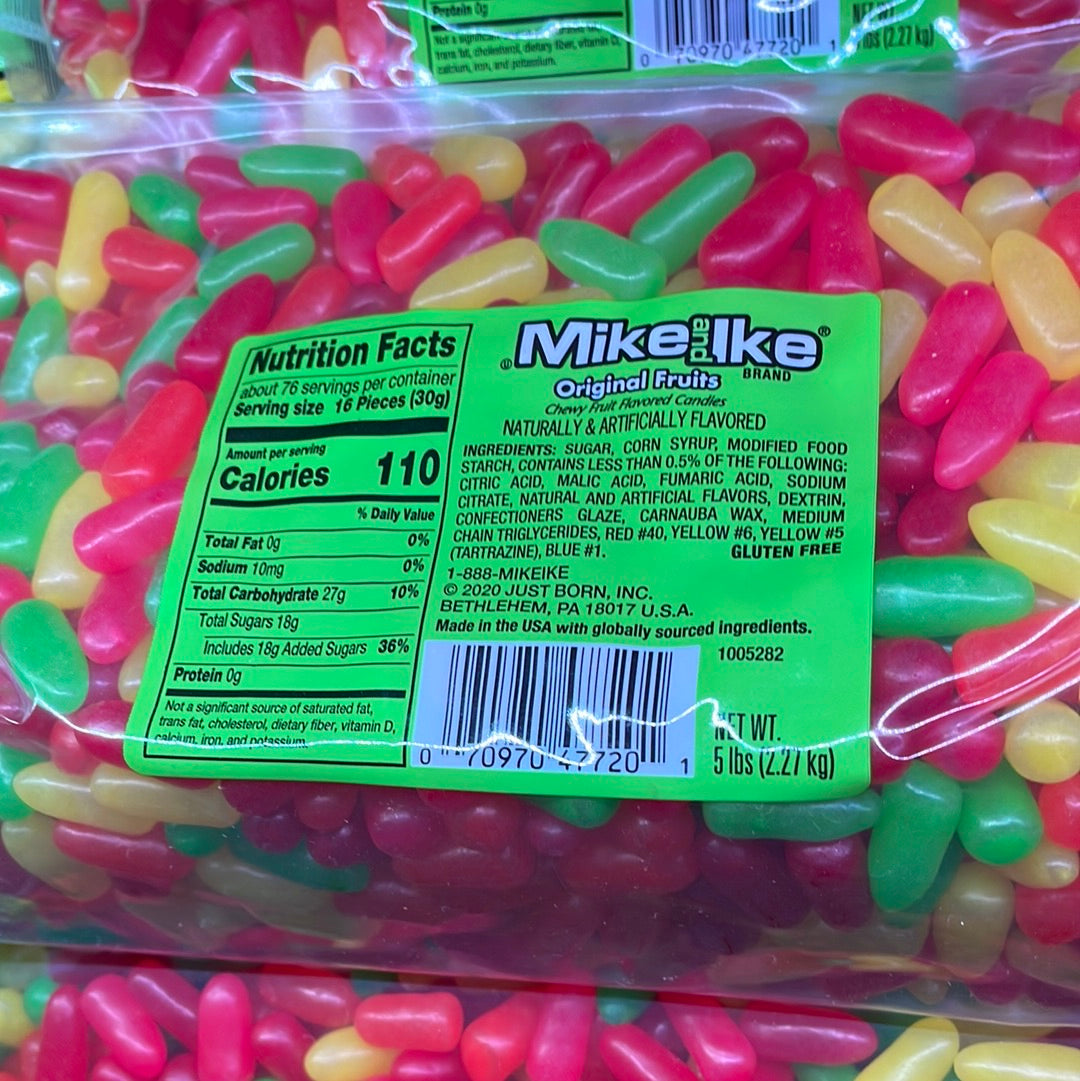 Protein 0g
Not a significant
trans fat, cholesterol, dietary fiber, vitamin D,
calcium, iron, and potassium.
0 70970 47720 1
NET WT.
lbs (2.27 kg)
Nutrition Facts
about 76 servings per container
Serving size 16 Pieces (30g)
Amount per serving
Calories 110
% Daily Value
Total Fat 0g 0%
Sodium 10mg 0%
Total Carbohydrate 27g 10%
Total Sugars 18g
Includes 18g Added Sugars 36%
Protein 0g
Not a significant source of saturated fat,
trans fat, cholesterol, dietary fiber, vitamin D,
calcium, iron, and potassium.
Mike and Ike®
BRAND
Original Fruits
Chewy Fruit Flavored Candies
NATURALLY & ARTIFICIALLY FLAVORED
INGREDIENTS: SUGAR, CORN SYRUP, MODIFIED FOOD
STARCH, CONTAINS LESS THAN 0.5% OF THE FOLLOWING:
CITRIC ACID, MALIC ACID, FUMARIC ACID, SODIUM
CITRATE, NATURAL AND ARTIFICIAL FLAVORS, DEXTRIN,
CONFECTIONERS GLAZE, CARNAUBA WAX, MEDIUM
CHAIN TRIGLYCERIDES, RED #40, YELLOW #6, YELLOW #5
(TARTRAZINE), BLUE #1.
GLUTEN FREE
1-888-MIKEIKE
© 2020 JUST BORN, INC.
BETHLEHEM, PA 18017 U.S.A.
Made in the USA with globally sourced ingredients.
1005282
0 70970 47720 1
NET WT.
5 lbs (2.27 kg)